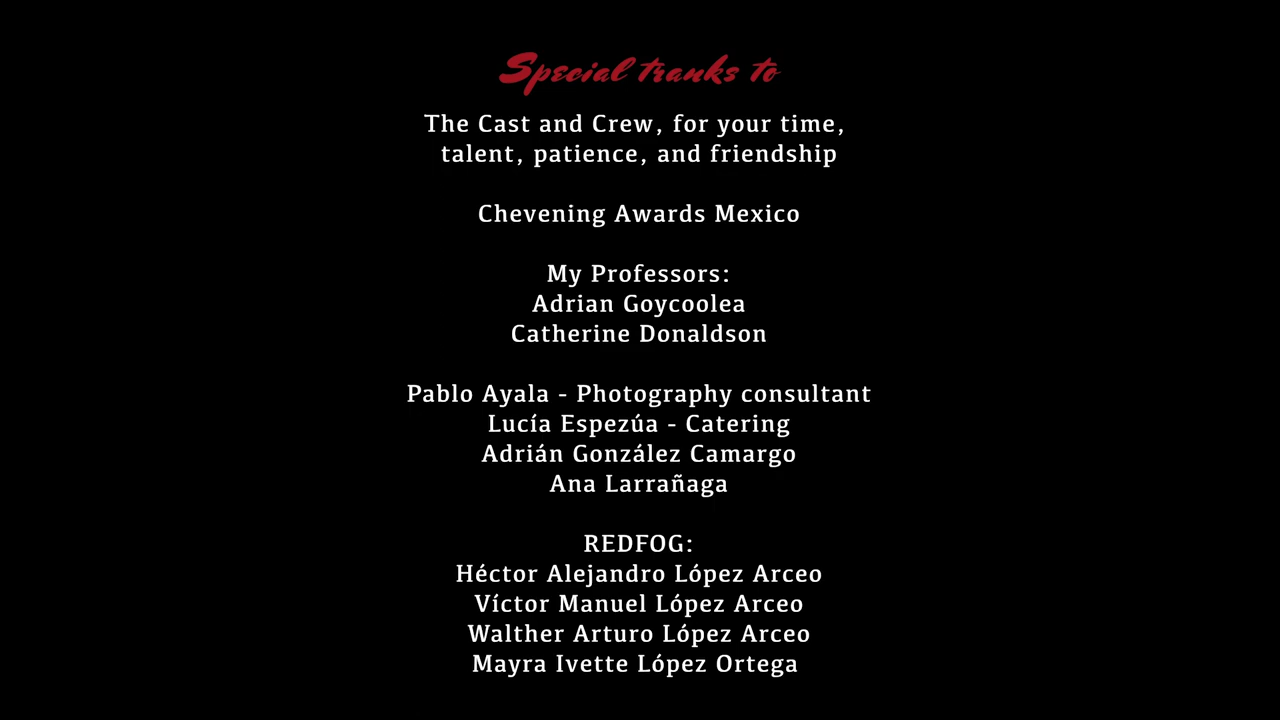 Special tranks to
The Cast and Crew, for your time,
talent, patience, and friendship
Chevening Awards Mexico
My Professors:
Adrian Goycoolea
Catherine Donaldson
Pablo Ayala - Photography consultant
Lucía Espezúa - Catering
Adrián González Camargo
Ana Larrañaga
REDFOG:
Héctor Alejandro López Arceo
Víctor Manuel López Arceo
Walther Arturo López Arceo
Mayra Ivette López Ortega